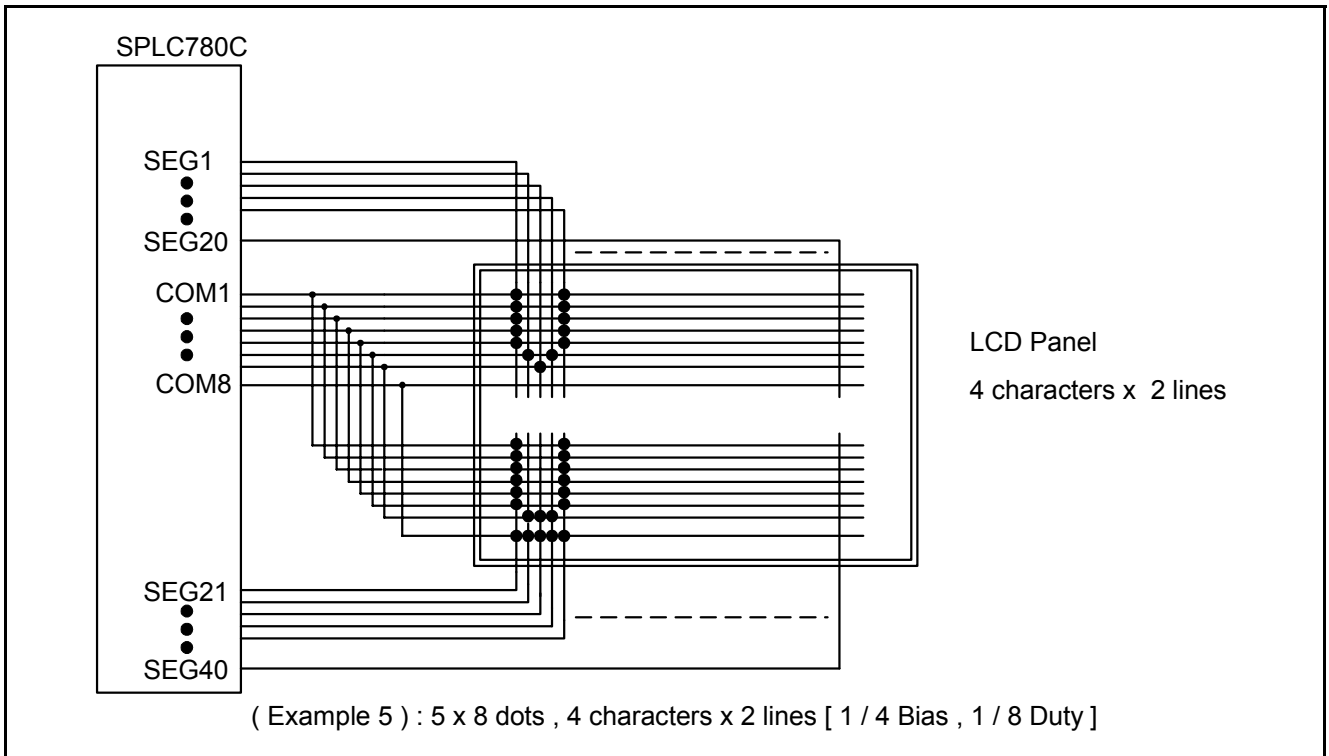 SPLC780C
SEG1
SEG20
COM1
COM8
LCD Panel
4 characters x 2 lines
SEG21
SEG40
( Example 5 ) : 5 x 8 dots , 4 characters x 2 lines [ 1 / 4 Bias , 1 / 8 Duty ]